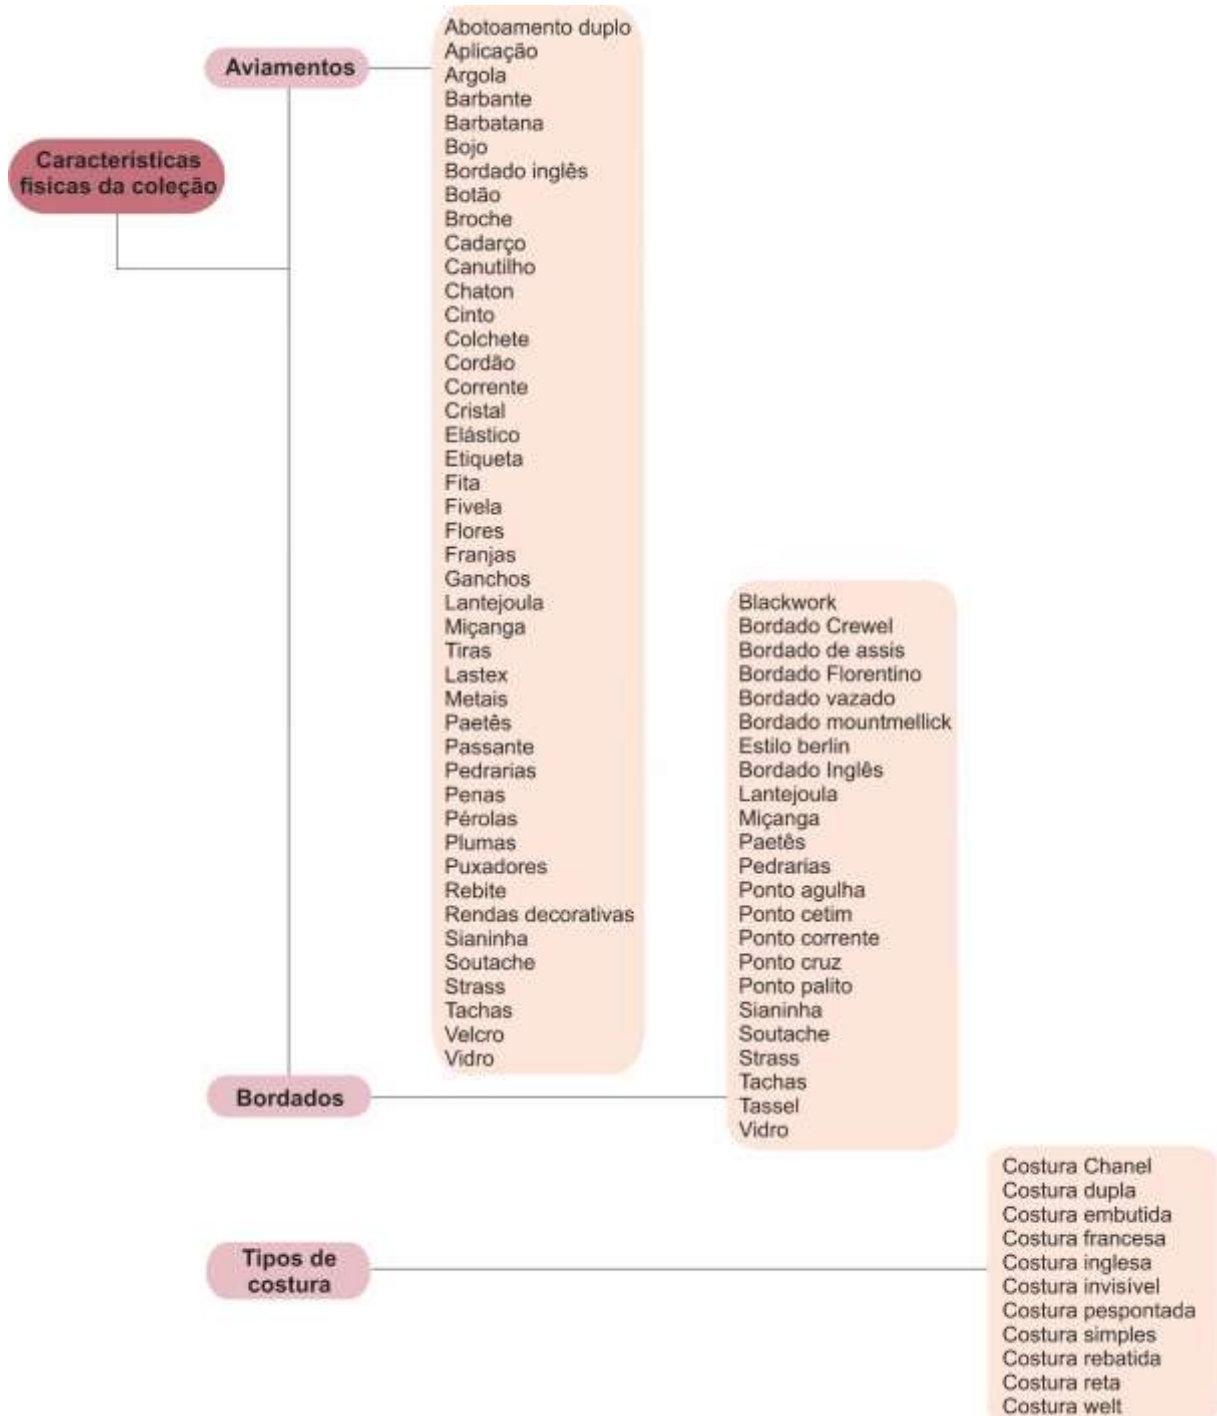 Características
físicas da coleção
Aviamentos
Abotoamento duplo
Aplicação
Argola
Barbante
Barbatana
Bojo
Bordado inglês
Botão
Broche
Cadarço
Canutilho
Chaton
Cinto
Colchete
Cordão
Corrente
Cristal
Elástico
Etiqueta
Fita
Fivela
Flores
Franjas
Ganchos
Lantejoula
Miçanga
Tiras
Lastex
Metais
Paetês
Passante
Pedrarias
Penas
Pérolas
Plumas
Puxadores
Rebite
Rendas decorativas
Sianinha
Soutache
Strass
Tachas
Velcro
Vidro
Bordados
Blackwork
Bordado Crewel
Bordado de assis
Bordado Florentino
Bordado vazado
Bordado mountmellick
Estilo berlin
Bordado Inglês
Lantejoula
Miçanga
Paetês
Pedrarias
Ponto agulha
Ponto cetim
Ponto corrente
Ponto cruz
Ponto palito
Sianinha
Soutache
Strass
Tachas
Tassel
Vidro
Tipos de
costura
Costura Chanel
Costura dupla
Costura embutida
Costura francesa
Costura inglesa
Costura invisível
Costura pespontada
Costura simples
Costura rebatida
Costura reta
Costura welt